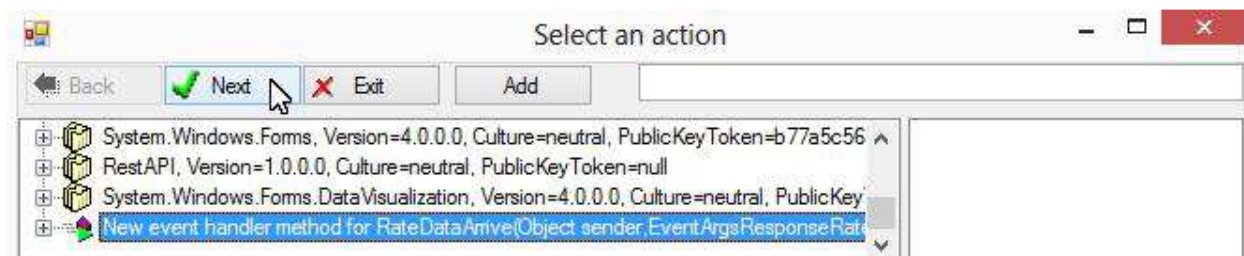 Select an action
Back Next Exit Add
System.Windows.Forms, Version=4.0.0.0, Culture=neutral, PublicKeyToken=b77a5c56
RestAPI, Version=1.0.0.0, Culture=neutral, PublicKeyToken=null
System.Windows.Forms.DataVisualization, Version=4.0.0.0, Culture=neutral, PublicKey
New event handler method for RateDataArrive(Object sender,EventArgsResponseRate